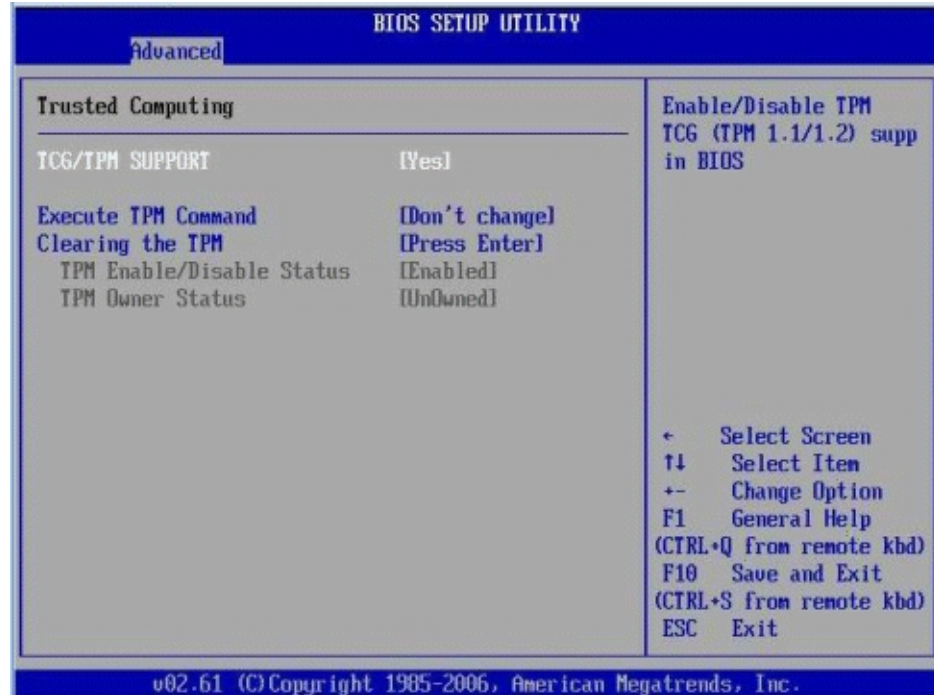 BIOS SETUP UTILITY
Advanced
Trusted Computing
TCG/TPM SUPPORT [Yes]
Execute TPM Command [Don't change]
Clearing the TPM [Press Enter]
TPM Enable/Disable Status [Enabled]
TPM Owner Status [UnOwned]
Enable/Disable TPM
TCG (TPM 1.1/1.2) supp
in BIOS
← Select Screen
↑↓ Select Item
+- Change Option
F1 General Help
(CTRL+Q from remote kbd)
F10 Save and Exit
(CTRL+S from remote kbd)
ESC Exit
v02.61 (C)Copyright 1985-2006, American Megatrends, Inc.